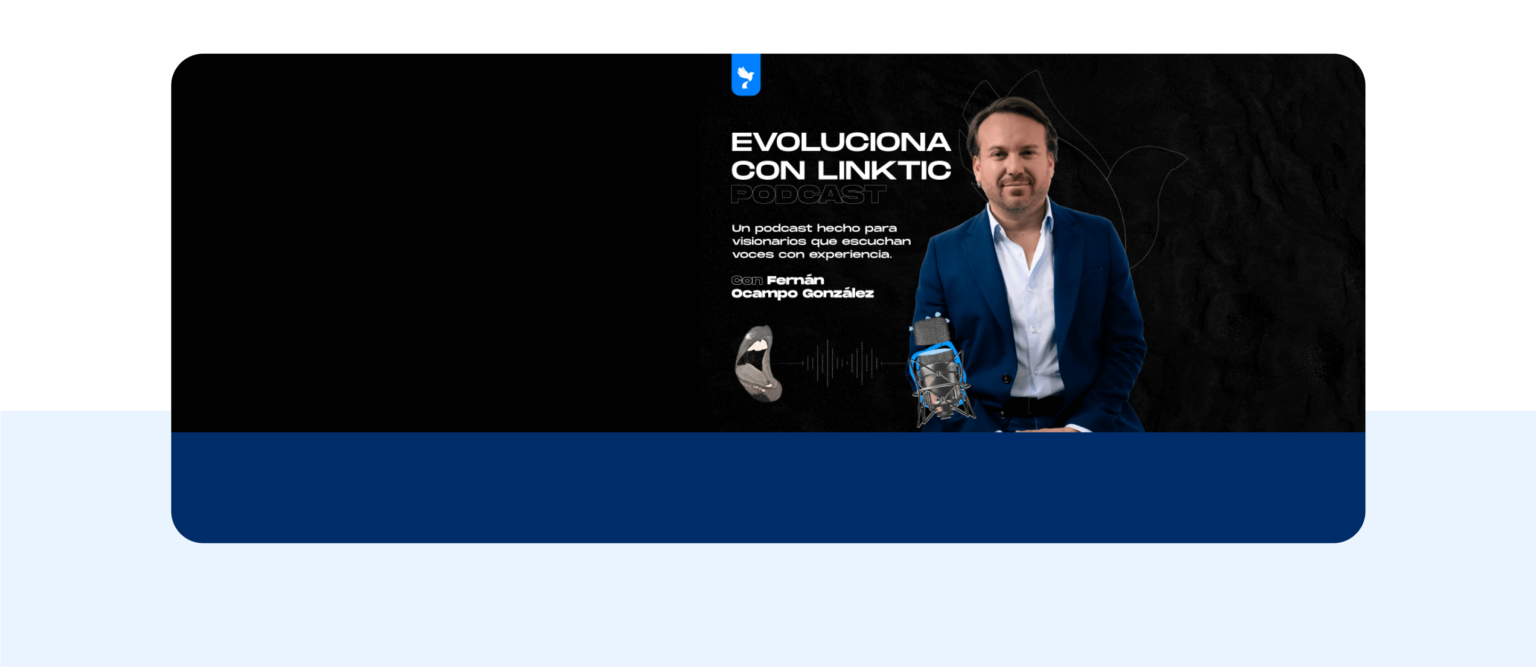 EVOLUCIONA
CON LINKTIC
PODCAST
Un podcast hecho para
visionarios que escuchan
voces con experiencia.
Con Fernán
Ocampo González